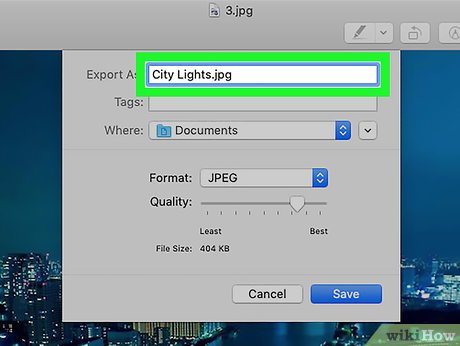 3.jpg
Export As: City Lights.jpg
Tags:
Where: Documents
Format: JPEG
Quality:
Least Best
File Size: 404 KB
Cancel Save
wikiHow